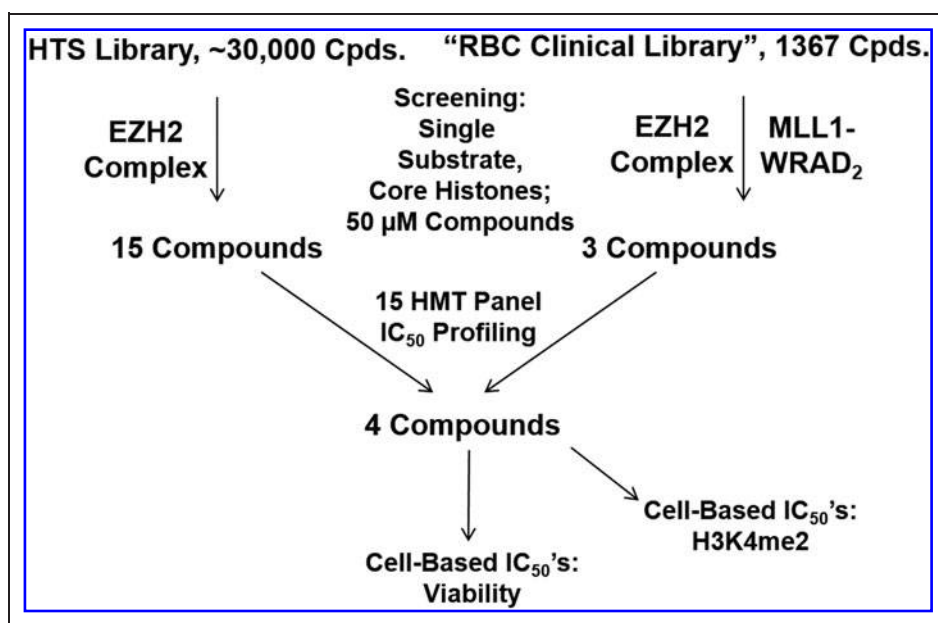 HTS Library, ~30,000 Cpds.
“RBC Clinical Library”, 1367 Cpds.
EZH2
Complex
Screening:
Single
Substrate,
Core Histones;
50 µM Compounds
EZH2
Complex
MLL1-
WRAD₂
15 Compounds
3 Compounds
15 HMT Panel
IC₅₀ Profiling
4 Compounds
Cell-Based IC₅₀’s:
Viability
Cell-Based IC₅₀’s:
H3K4me2